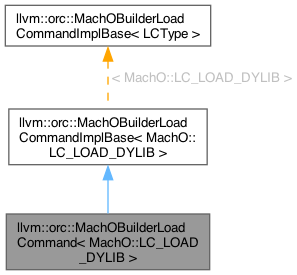 llvm::orc::MachOBuilderLoad
CommandImplBase< LCType >
< MachO::LC_LOAD_DYLIB >
llvm::orc::MachOBuilderLoad
CommandImplBase< MachO::
LC_LOAD_DYLIB >
llvm::orc::MachOBuilderLoad
Command< MachO::LC_LOAD
_DYLIB >